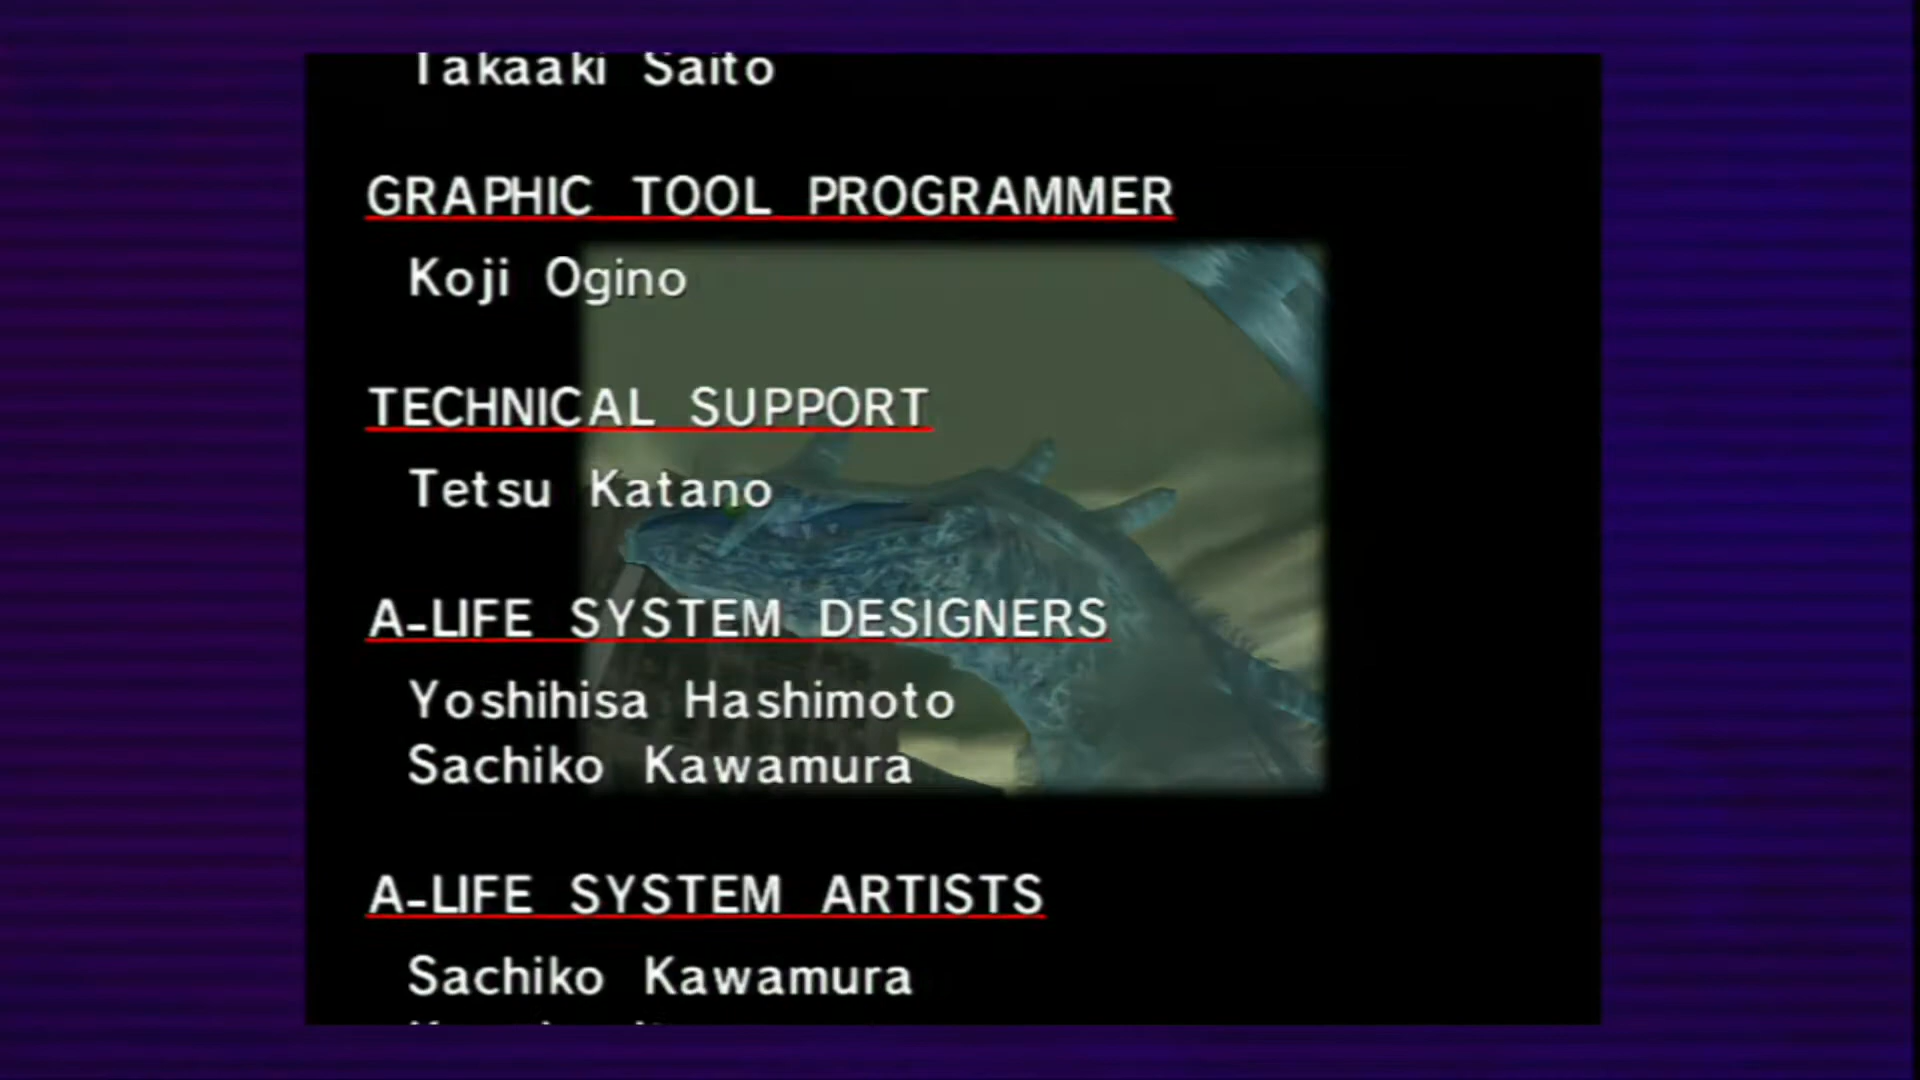 Takaaki Saito
GRAPHIC TOOL PROGRAMMER
Koji Ogino
TECHNICAL SUPPORT
Tetsu Katano
A-LIFE SYSTEM DESIGNERS
Yoshihisa Hashimoto
Sachiko Kawamura
A-LIFE SYSTEM ARTISTS
Sachiko Kawamura